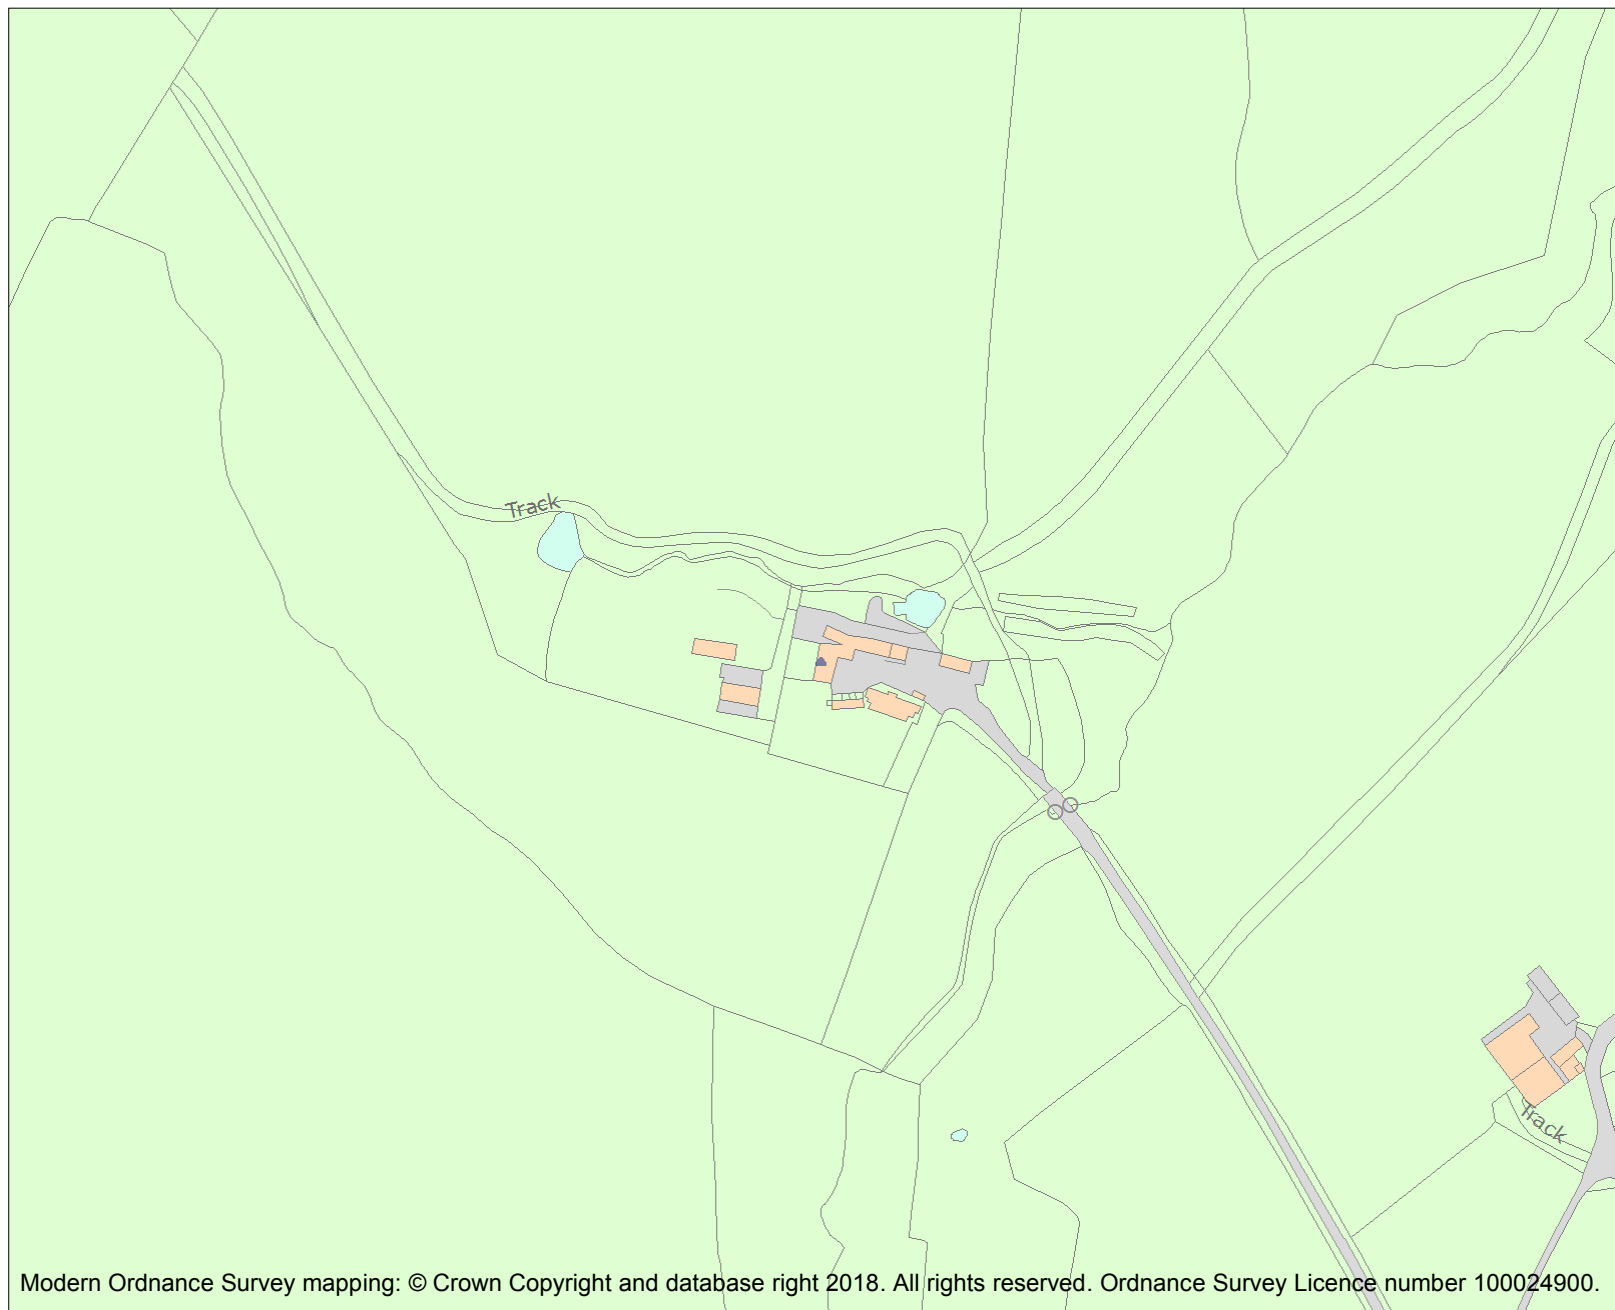 Track
Track
Modern Ordnance Survey mapping: © Crown Copyright and database right 2018. All rights reserved. Ordnance Survey Licence number 100024900.